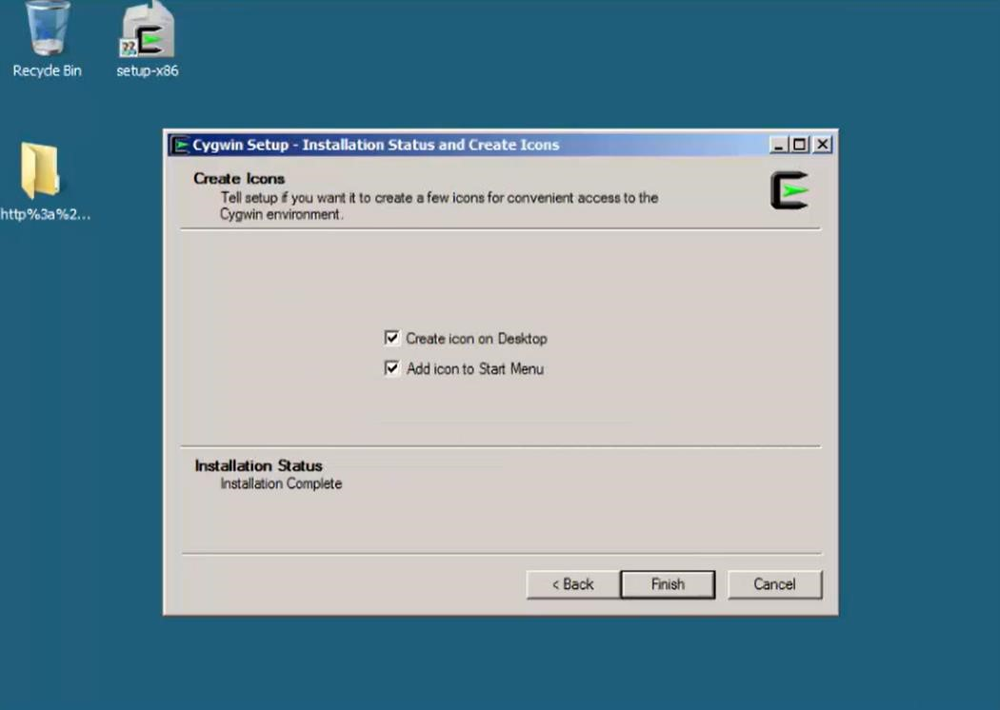 Recycle Bin
setup-x86
http%3a%2...
Cygwin Setup - Installation Status and Create Icons
Create Icons
Tell setup if you want it to create a few icons for convenient access to the
Cygwin environment.
Create icon on Desktop
Add icon to Start Menu
Installation Status
Installation Complete
< Back
Finish
Cancel